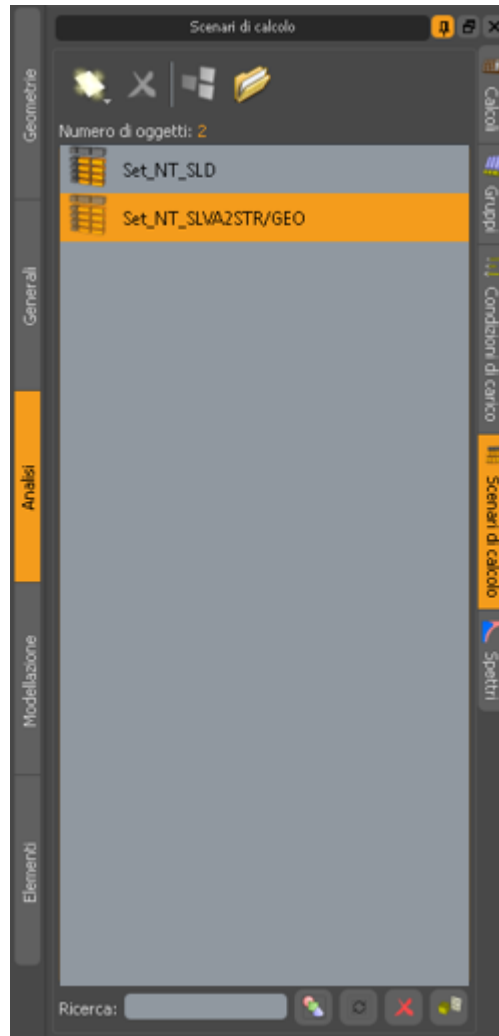 Scenari di calcolo
Numero di oggetti: 2
Set_NT_SLD
Set_NT_SLVA2STR/GEO
Ricerca:
Geometrie
Generali
Analisi
Modellazione
Elementi
Calcoli
Gruppi
Condizioni di carico
Scenari di calcolo
Spettri